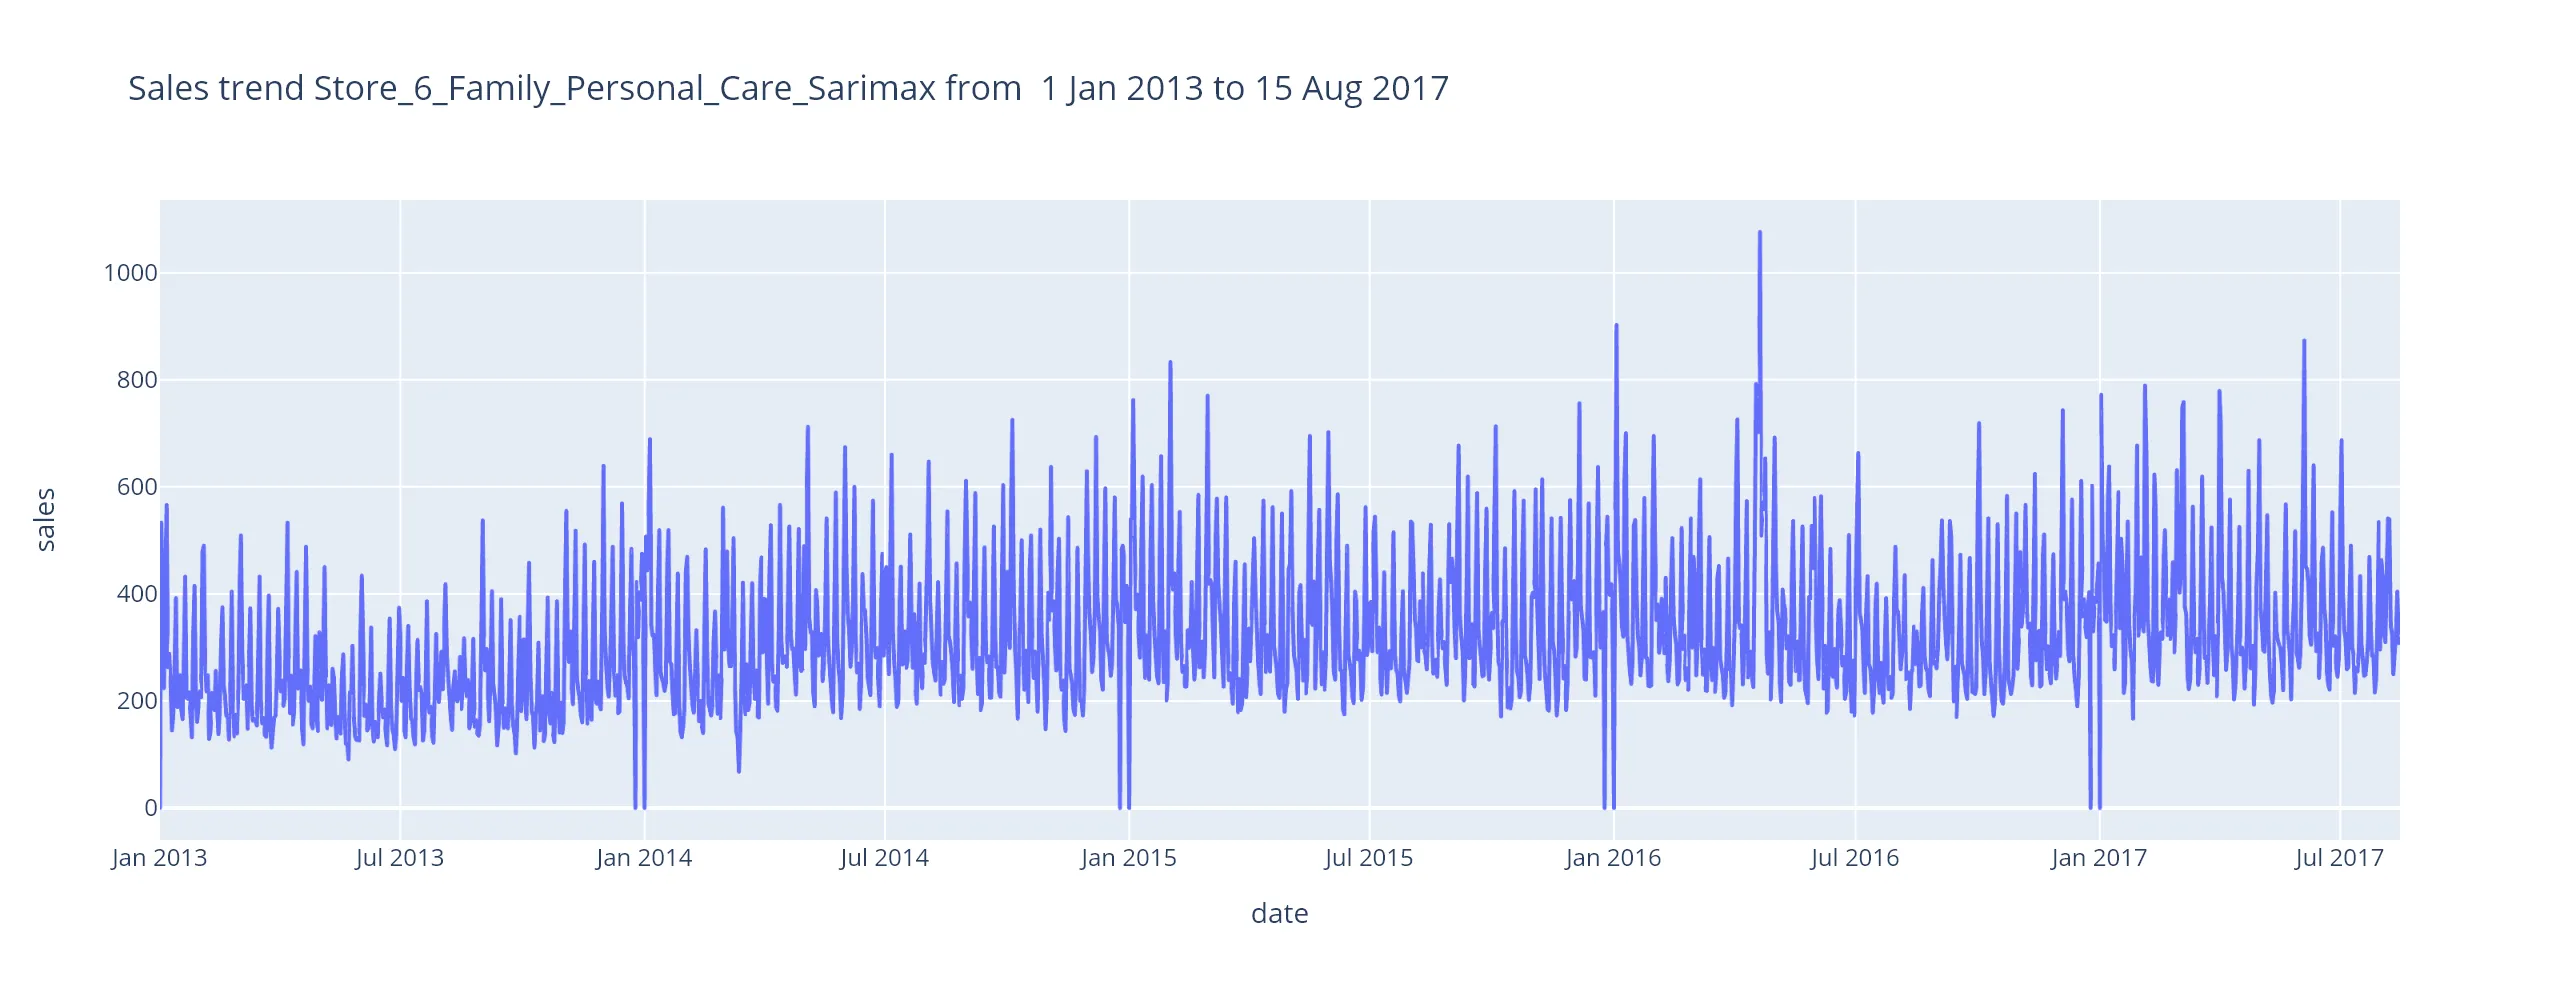 Sales trend Store_6_Family_Personal_Care_Sarimax from  1 Jan 2013 to 15 Aug 2017
1000
800
600
400
200
0
sales
Jan 2013 Jul 2013 Jan 2014 Jul 2014 Jan 2015 Jul 2015 Jan 2016 Jul 2016 Jan 2017 Jul 2017
date